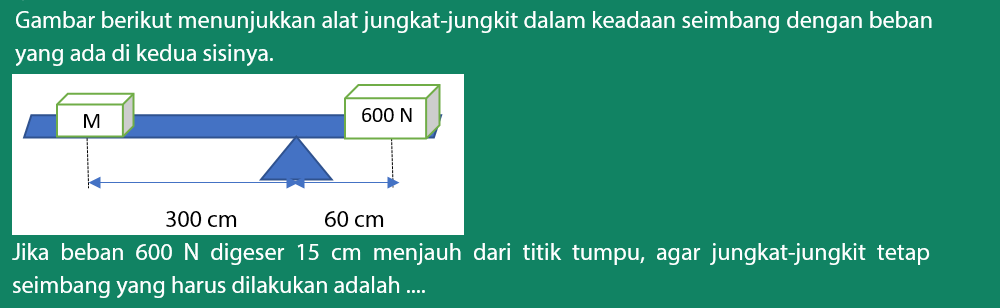 Gambar berikut menunjukkan alat jungkat-jungkit dalam keadaan seimbang dengan beban
yang ada di kedua sisinya.
M
600 N
300 cm
60 cm
Jika beban 600 N digeser 15 cm menjauh dari titik tumpu, agar jungkat-jungkit tetap
seimbang yang harus dilakukan adalah ....